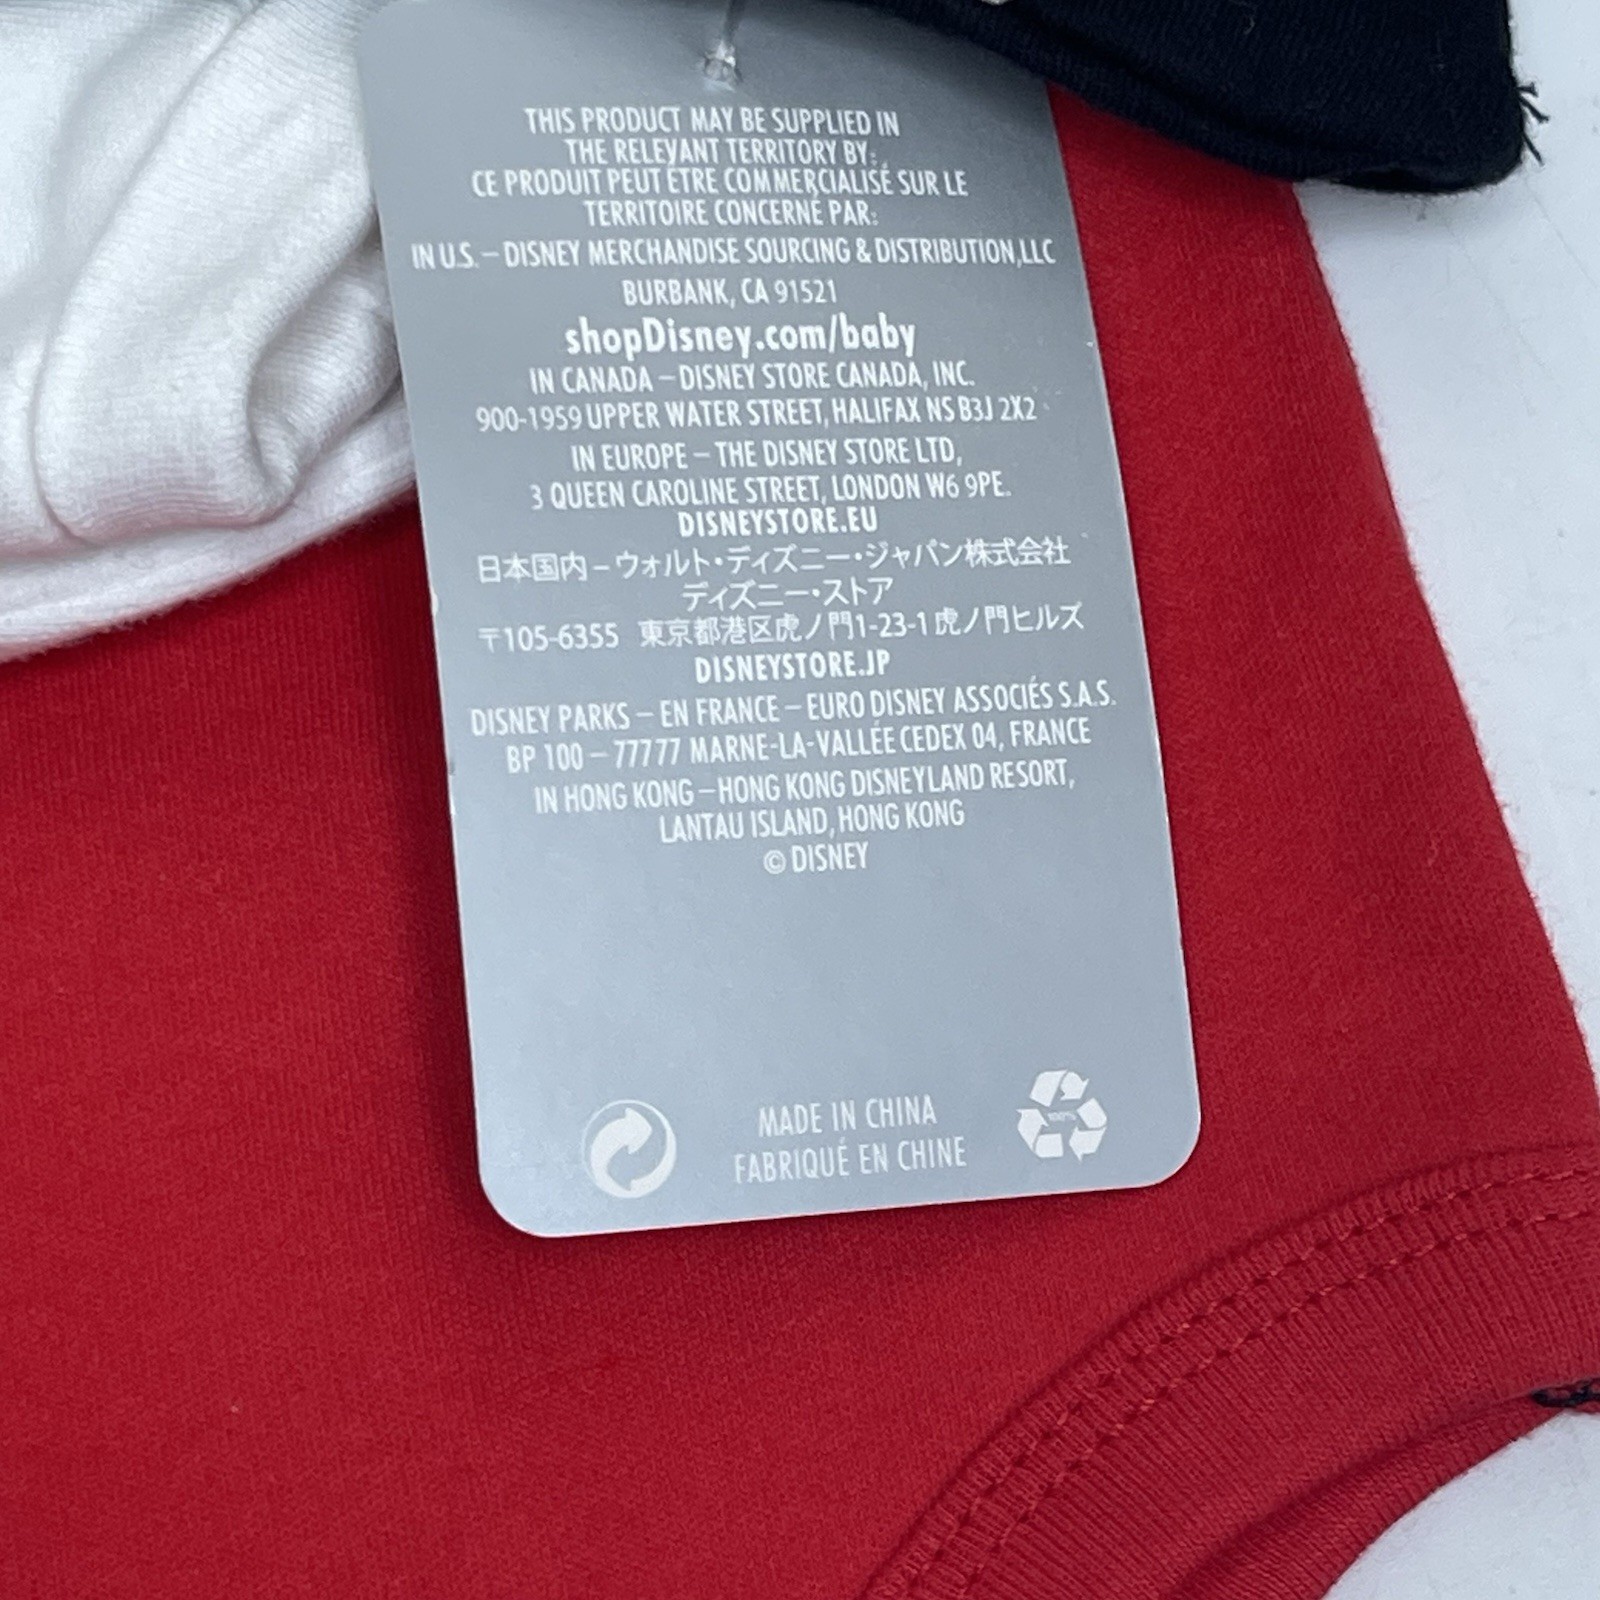 THIS PRODUCT MAY BE SUPPLIED IN
THE RELEVANT TERRITORY BY:
CE PRODUIT PEUT ETRE COMMERCIALISÉ SUR LE
TERRITOIRE CONCERNE PAR:
IN U.S. – DISNEY MERCHANDISE SOURCING & DISTRIBUTION,LLC
BURBANK, CA 91521
shopDisney.com/baby
IN CANADA – DISNEY STORE CANADA, INC.
900-1959 UPPER WATER STREET, HALIFAX NS B3J 2X2
IN EUROPE – THE DISNEY STORE LTD,
3 QUEEN CAROLINE STREET, LONDON W6 9PE.
DISNEYSTORE.EU
日本国内 – ウォルト・ディズニー・ジャパン株式会社
ディズニー・ストア
〒105-6355 東京都港区虎ノ門1-23-1 虎ノ門ヒルズ
DISNEYSTORE.JP
DISNEY PARKS – EN FRANCE – EURO DISNEY ASSOCIÉS S.A.S.
BP 100 – 77777 MARNE-LA-VALLÉE CEDEX 04, FRANCE
IN HONG KONG – HONG KONG DISNEYLAND RESORT,
LANTAU ISLAND, HONG KONG
© DISNEY
MADE IN CHINA
100%
FABRIQUÉ EN CHINE